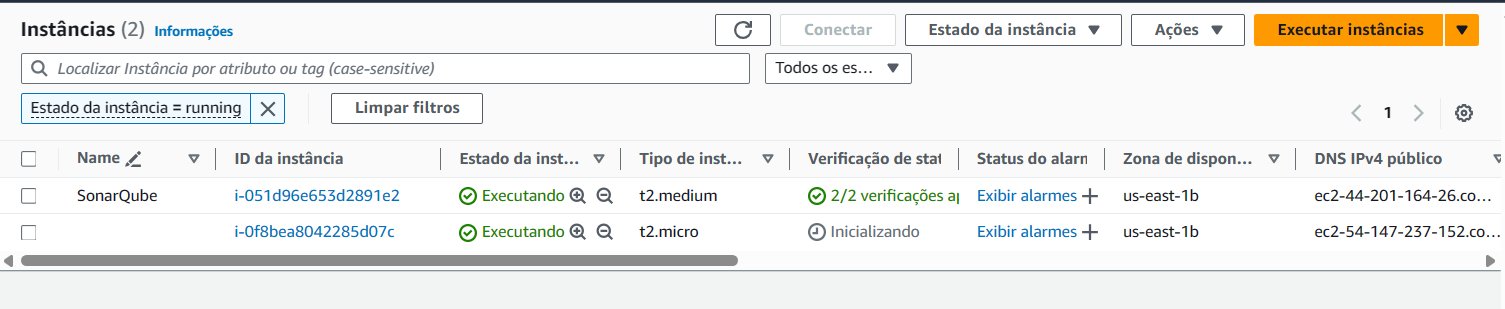 Instâncias (2) Informações Conectar Estado da instância Ações Executar instâncias
Localizar Instância por atributo ou tag (case-sensitive) Todos os es...
Estado da instância = running Limpar filtros 1
Name ID da instância Estado da inst... Tipo de inst... Verificação de stat Status do alarn Zona de dispon... DNS IPv4 público
SonarQube i-051d96e653d2891e2 Executando t2.medium 2/2 verificações ap Exibir alarmes us-east-1b ec2-44-201-164-26.co...
i-0f8bea8042285d07c Executando t2.micro Inicializando Exibir alarmes us-east-1b ec2-54-147-237-152.co...